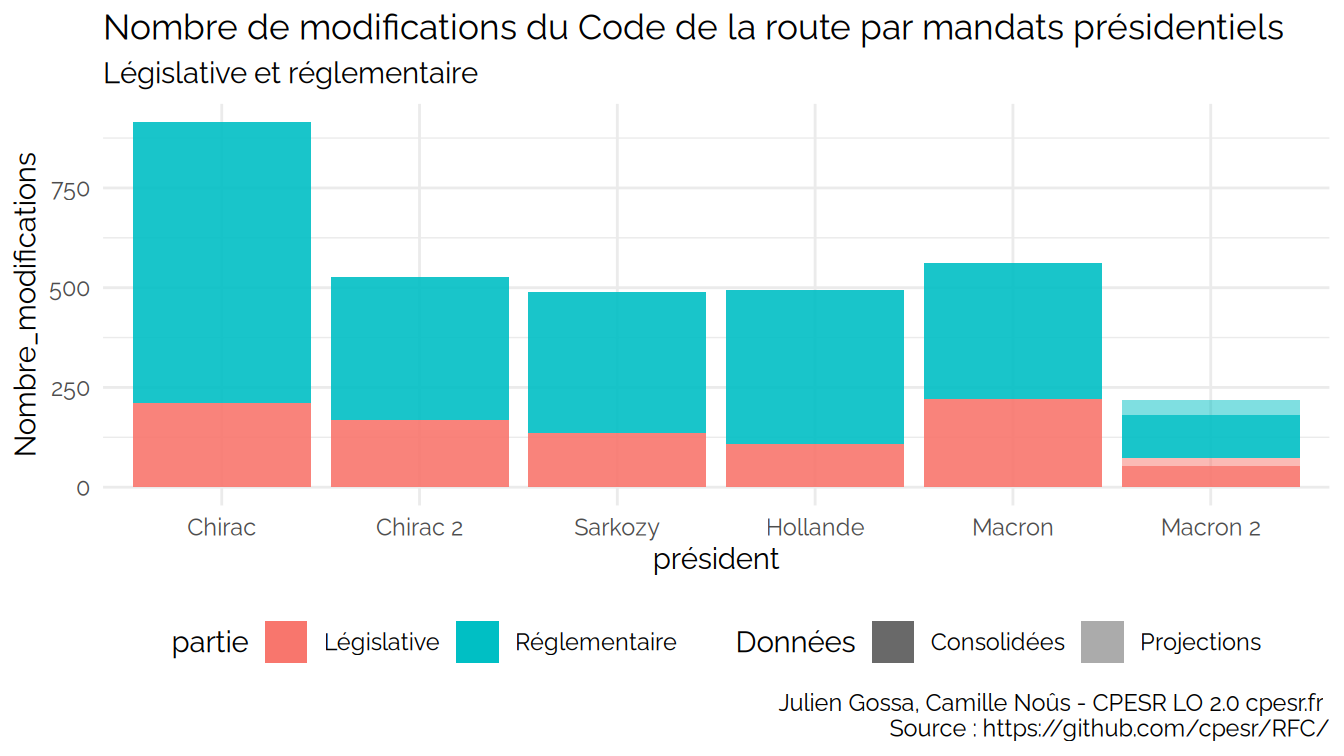 Nombre de modifications du Code de la route par mandats présidentiels
Législative et réglementaire
Nombre_modifications
750
500
250
0
Chirac
Chirac 2
Sarkozy
Hollande
Macron
Macron 2
président
partie
Législative
Réglementaire
Données
Consolidées
Projections
Julien Gossa, Camille Noûs - CPESR LO 2.0 cpesr.fr
Source : https://github.com/cpesr/RFC/